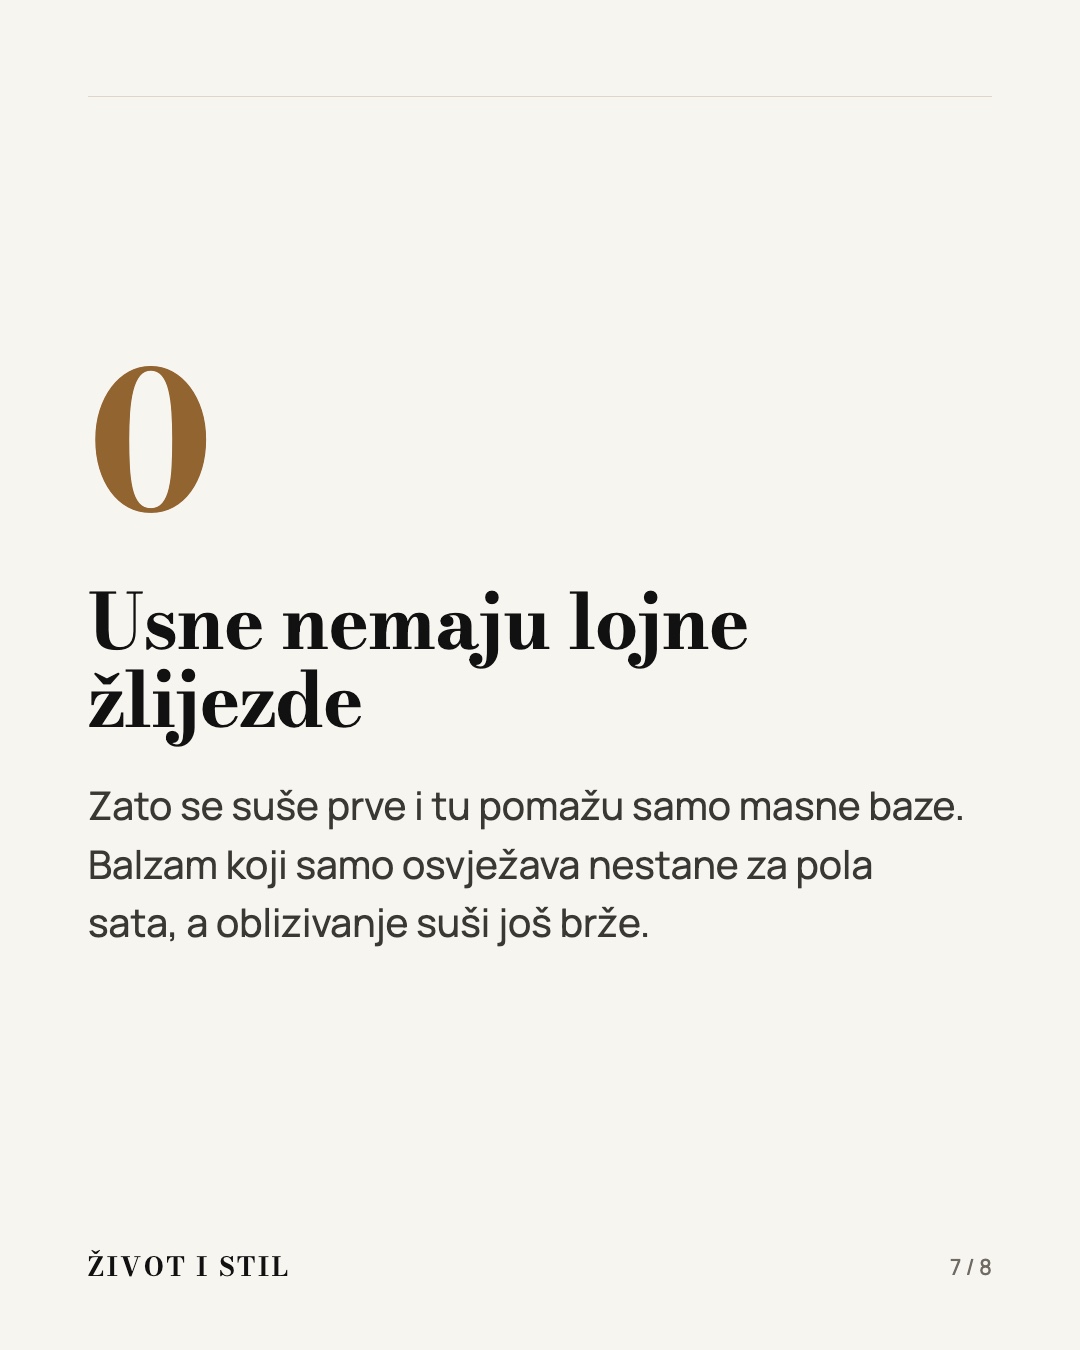 0
Usne nemaju lojne
žlijezde
Zato se suše prve i tu pomažu samo masne baze.
Balzam koji samo osvježava nestane za pola
sata, a oblizivanje suši još brže.
ŽIVOT I STIL
7 / 8